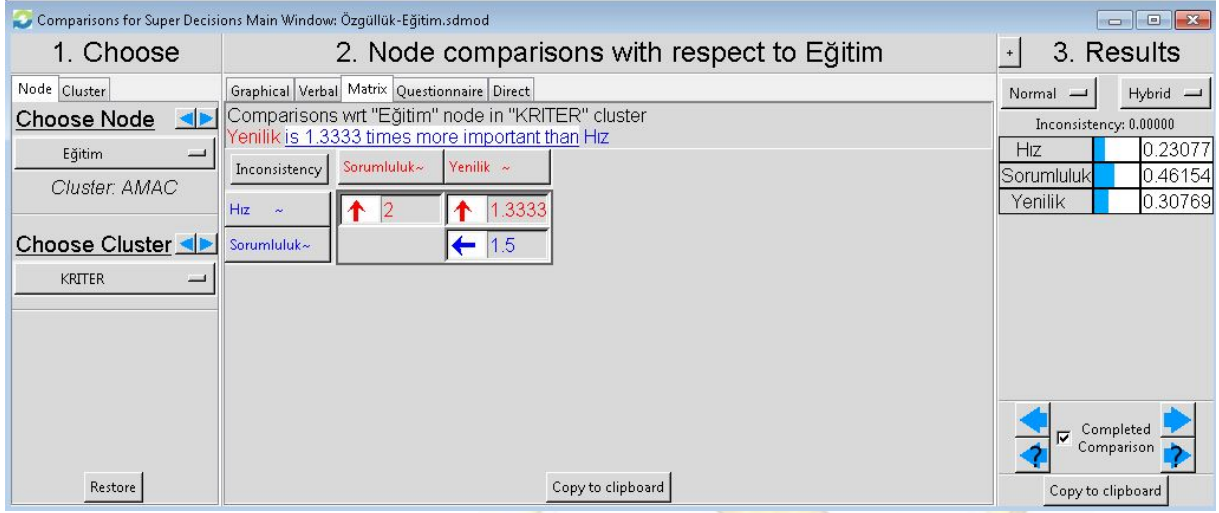 Comparisons for Super Decisions Main Window: Özgüllük-Eğitim.sdmod
1. Choose
Node Cluster
Choose Node
Eğitim
Cluster: AMAC
Choose Cluster
KRITER
Restore
2. Node comparisons with respect to Eğitim
Graphical Verbal Matrix Questionnaire Direct
Comparisons wrt "Eğitim" node in "KRITER" cluster
Yenilik is 1.3333 times more important than Hız
Inconsistency Sorumluluk~ Yenilik ~
Hız ~ 2 1.3333
Sorumluluk~ 1.5
Copy to clipboard
+ 3. Results
Normal Hybrid
Inconsistency: 0.00000
Hız 0.23077
Sorumluluk 0.46154
Yenilik 0.30769
Completed
Comparison
? ?
Copy to clipboard